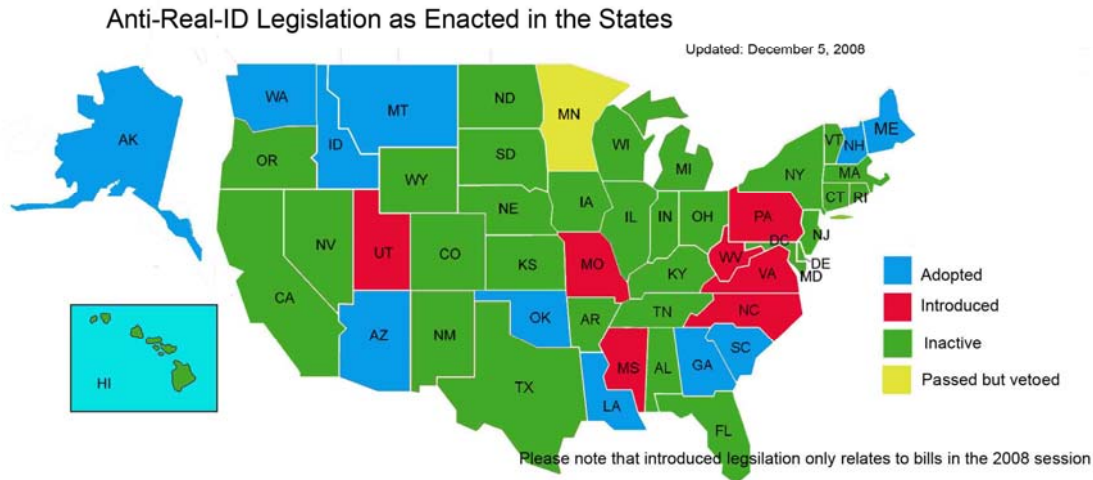 Anti-Real-ID Legislation as Enacted in the States
Updated: December 5, 2008
AK
WA
MT
ND
MN
ME
VT
NH
ID
OR
SD
WI
MI
NY
MA
WY
CT
RI
NE
IA
PA
NV
UT
CO
IL
IN
OH
NJ
DC
DE
MD
WV
VA
CA
KS
MO
KY
NC
TN
AZ
NM
OK
AR
SC
GA
MS
AL
TX
LA
FL
HI
Adopted
Introduced
Inactive
Passed but vetoed
Please note that introduced legsilation only relates to bills in the 2008 session